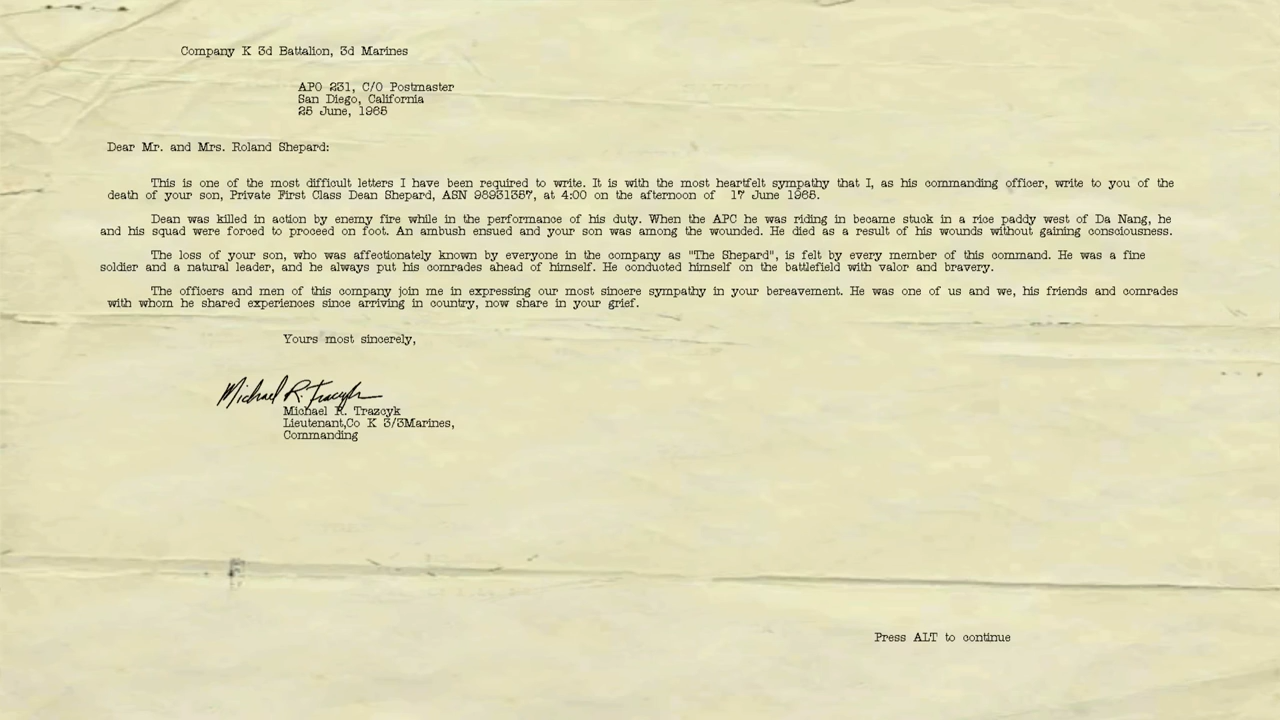 Company K 3d Battalion, 3d Marines
APO 231, C/O Postmaster
San Diego, California
25 June, 1965
Dear Mr. and Mrs. Roland Shepard:
This is one of the most difficult letters I have been required to write. It is with the most heartfelt sympathy that I, as his commanding officer, write to you of the
death of your son, Private First Class Dean Shepard, ASN 98931357, at 4:00 on the afternoon of 17 June 1965.
Dean was killed in action by enemy fire while in the performance of his duty. When the APC he was riding in became stuck in a rice paddy west of Da Nang, he
and his squad were forced to proceed on foot. An ambush ensued and your son was among the wounded. He died as a result of his wounds without gaining consciousness.
The loss of your son, who was affectionately known by everyone in the company as "The Shepard", is felt by every member of this command. He was a fine
soldier and a natural leader, and he always put his comrades ahead of himself. He conducted himself on the battlefield with valor and bravery.
The officers and men of this company join me in expressing our most sincere sympathy in your bereavement. He was one of us and we, his friends and comrades
with whom he shared experiences since arriving in country, now share in your grief.
Yours most sincerely,
Michael R. Trazcyk
Michael R. Trazcyk
Lieutenant,Co K 3/3Marines,
Commanding
Press ALT to continue